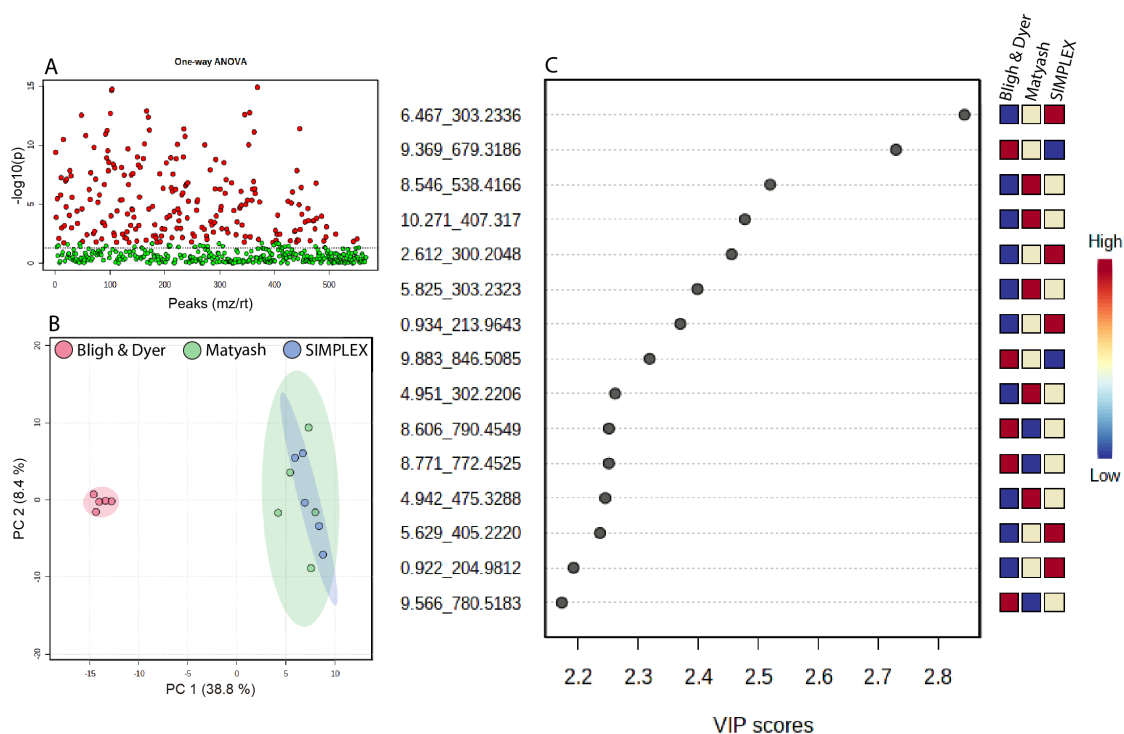 A
One-way ANOVA
-log10(p)
15
10
5
0
0
100
200
300
400
500
Peaks (mz/rt)
B
Bligh & Dyer
Matyash
SIMPLEX
PC 2 (8.4 %)
20
10
0
-10
-20
-15
-10
-5
0
5
10
PC 1 (38.8 %)
C
Bligh & Dyer
Matyash
SIMPLEX
6.467_303.2336
9.369_679.3186
8.546_538.4166
10.271_407.317
2.612_300.2048
5.825_303.2323
0.934_213.9643
9.883_846.5085
4.951_302.2206
8.606_790.4549
8.771_772.4525
4.942_475.3288
5.629_405.2220
0.922_204.9812
9.566_780.5183
2.2
2.3
2.4
2.5
2.6
2.7
2.8
VIP scores
High
Low